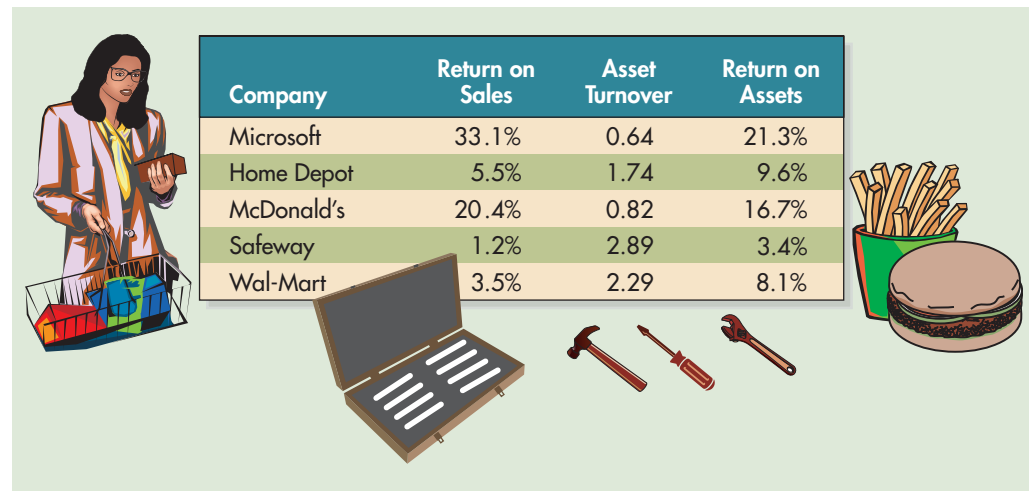 Company Return on Sales Asset Turnover Return on Assets
Microsoft 33.1% 0.64 21.3%
Home Depot 5.5% 1.74 9.6%
McDonald’s 20.4% 0.82 16.7%
Safeway 1.2% 2.89 3.4%
Wal-Mart 3.5% 2.29 8.1%